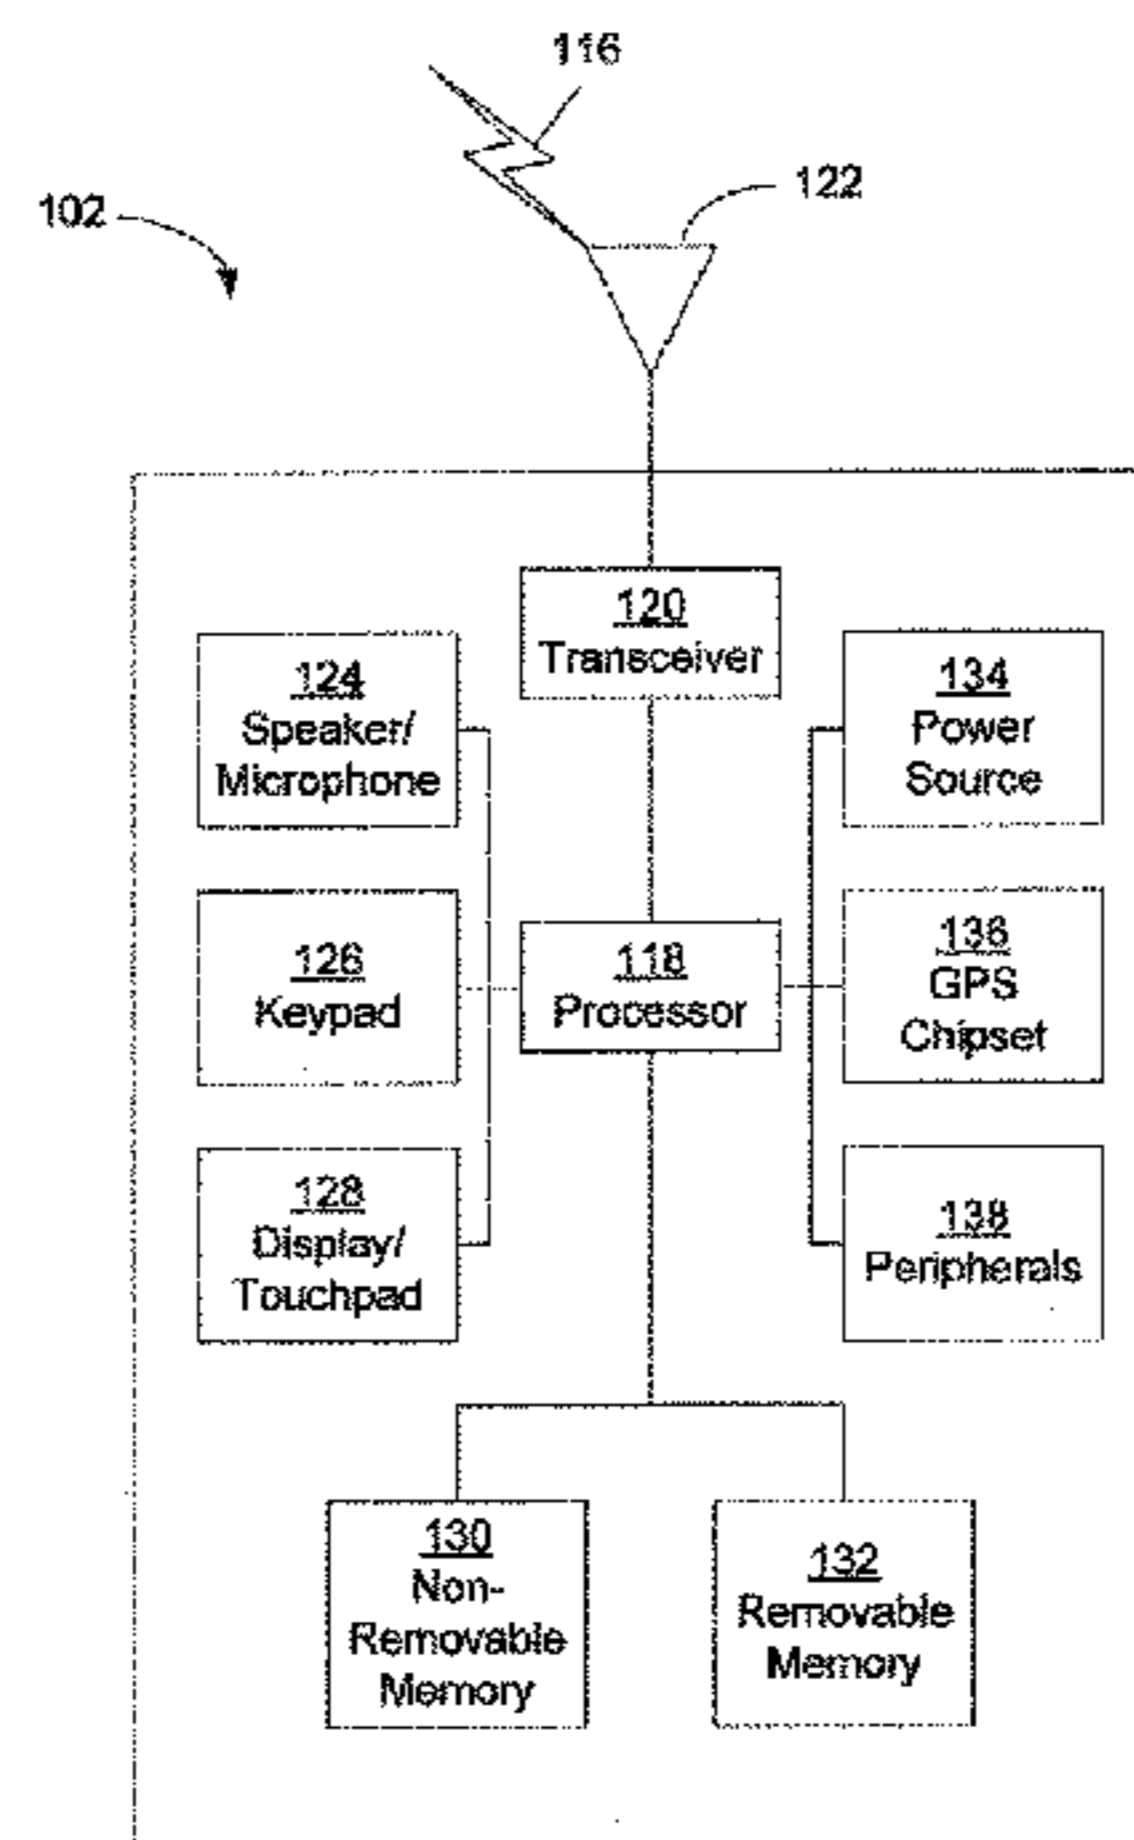 116
122
102
120
Transceiver
124
Speaker/
Microphone
134
Power
Source
126
Keypad
118
Processor
136
GPS
Chipset
128
Display/
Touchpad
138
Peripherals
130
Non-
Removable
Memory
132
Removable
Memory